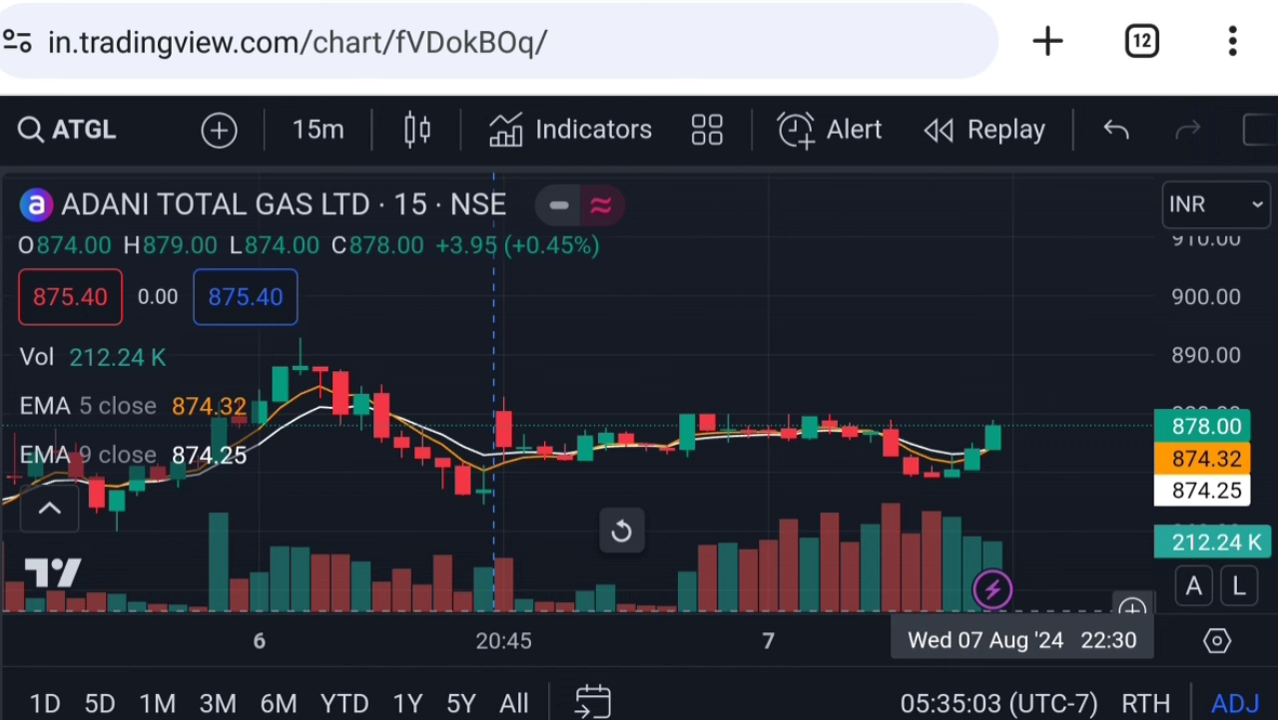 in.tradingview.com/chart/fVDokBOq/ 12
ATGL 15m Indicators Alert Replay
a ADANI TOTAL GAS LTD · 15 · NSE INR
O874.00 H879.00 L874.00 C878.00 +3.95 (+0.45%)
910.00
875.40 0.00 875.40 900.00
Vol 212.24 K 890.00
EMA 5 close 874.32
878.00
EMA 9 close 874.25 874.32
874.25
212.24 K
A L
6 20:45 7 Wed 07 Aug '24 22:30
1D 5D 1M 3M 6M YTD 1Y 5Y All 05:35:03 (UTC-7) RTH ADJ